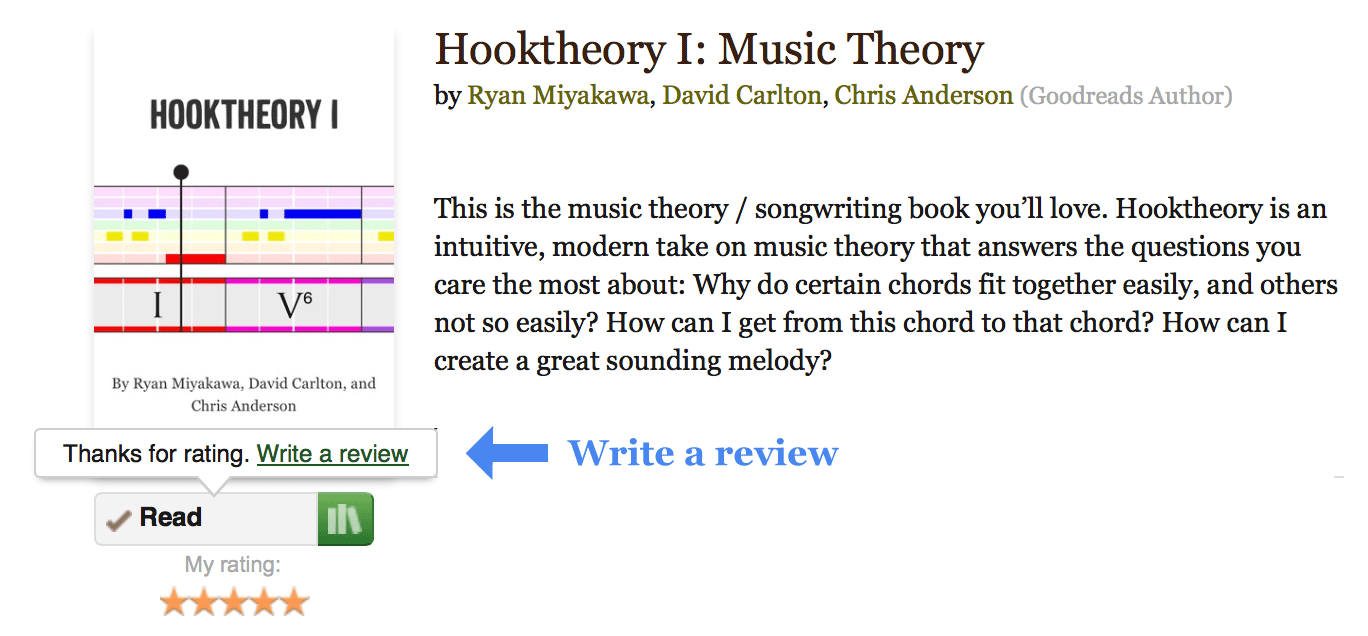 HOOKTHEORY I
I V6
By Ryan Miyakawa, David Carlton, and
Chris Anderson
Thanks for rating. Write a review
Read
My rating:
Hooktheory I: Music Theory
by Ryan Miyakawa, David Carlton, Chris Anderson (Goodreads Author)
This is the music theory / songwriting book you’ll love. Hooktheory is an
intuitive, modern take on music theory that answers the questions you
care the most about: Why do certain chords fit together easily, and others
not so easily? How can I get from this chord to that chord? How can I
create a great sounding melody?
Write a review